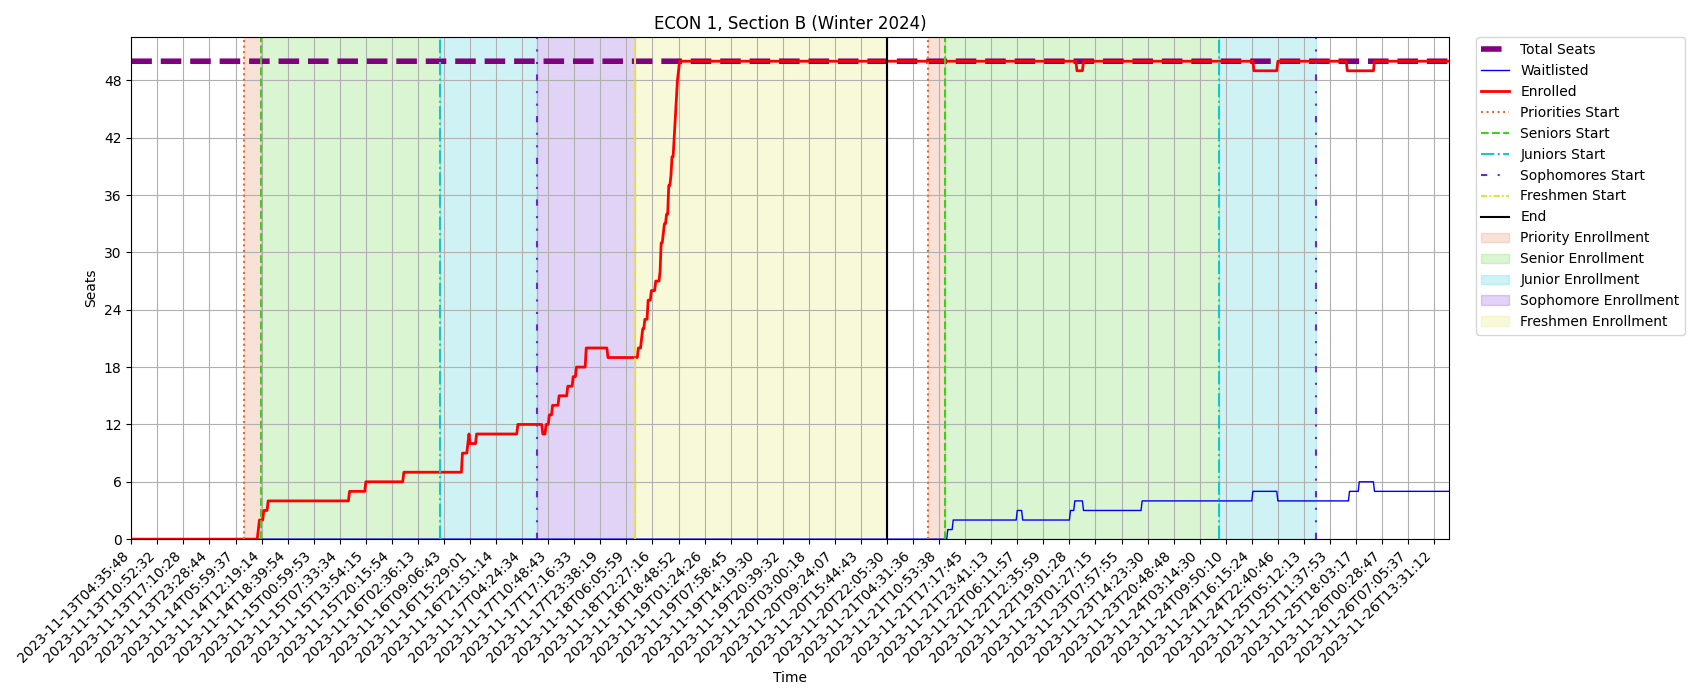 ECON 1, Section B (Winter 2024)
Seats
48
42
36
30
24
18
12
6
0
2023-11-13T04:35:48
2023-11-13T10:52:32
2023-11-13T17:10:28
2023-11-13T23:28:44
2023-11-14T05:59:37
2023-11-14T12:19:14
2023-11-14T18:39:54
2023-11-15T00:59:53
2023-11-15T07:33:34
2023-11-15T13:54:15
2023-11-15T20:15:54
2023-11-16T02:36:13
2023-11-16T09:06:43
2023-11-16T15:29:01
2023-11-16T21:51:14
2023-11-17T04:24:34
2023-11-17T10:48:43
2023-11-17T17:16:33
2023-11-17T23:38:19
2023-11-18T06:05:59
2023-11-18T12:27:16
2023-11-18T18:48:52
2023-11-19T01:24:26
2023-11-19T07:58:45
2023-11-19T14:19:30
2023-11-19T20:39:32
2023-11-20T03:00:18
2023-11-20T09:24:07
2023-11-20T15:44:43
2023-11-20T22:05:30
2023-11-21T04:31:36
2023-11-21T10:53:38
2023-11-21T17:17:45
2023-11-21T23:41:13
2023-11-22T06:11:57
2023-11-22T12:35:59
2023-11-22T19:01:28
2023-11-23T01:27:15
2023-11-23T07:57:55
2023-11-23T14:23:30
2023-11-23T20:48:48
2023-11-24T03:14:30
2023-11-24T09:50:10
2023-11-24T16:15:24
2023-11-24T22:40:46
2023-11-25T05:12:13
2023-11-25T11:37:53
2023-11-25T18:03:17
2023-11-26T00:28:47
2023-11-26T07:05:37
2023-11-26T13:31:12
Time
Total Seats
Waitlisted
Enrolled
Priorities Start
Seniors Start
Juniors Start
Sophomores Start
Freshmen Start
End
Priority Enrollment
Senior Enrollment
Junior Enrollment
Sophomore Enrollment
Freshmen Enrollment